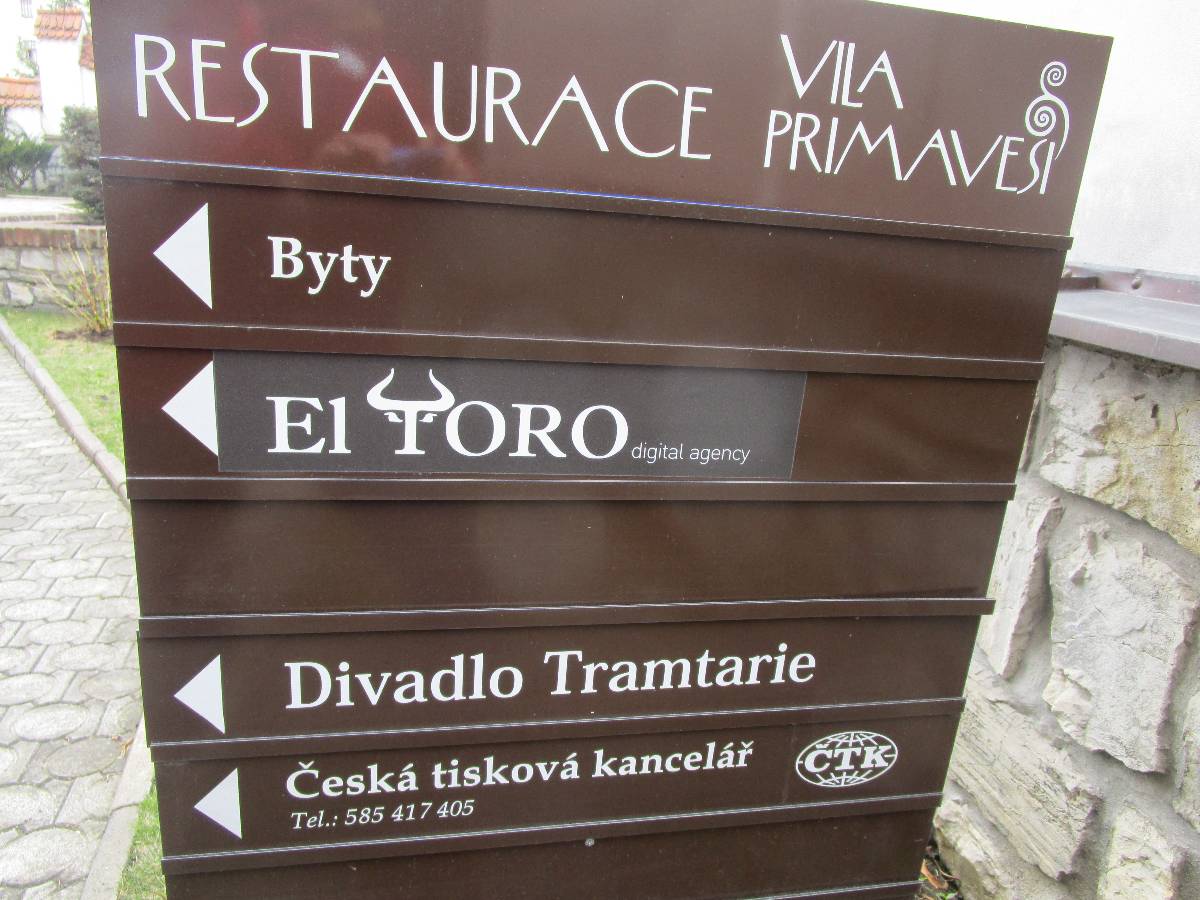 RESTAURACE VILA PRIMAVESI
Byty
El TORO digital agency
Divadlo Tramtarie
Česká tisková kancelář ČTK
Tel.: 585 417 405